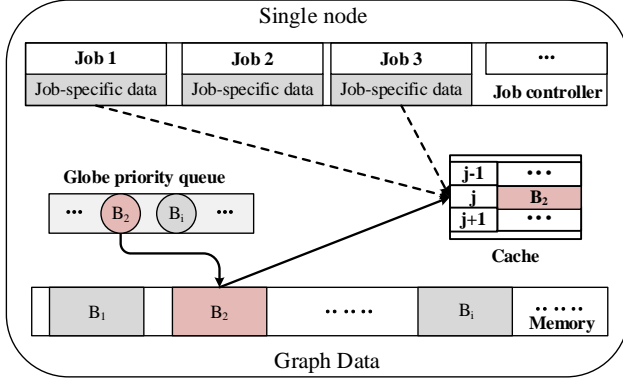 Single node
Job 1 Job 2 Job 3 ...
Job-specific data Job-specific data Job-specific data Job controller
Globe priority queue
... B₂ Bᵢ ...
j-1 ...
j B₂
j+1 ...
Cache
B₁ B₂ ...... Bᵢ ......
Memory
Graph Data